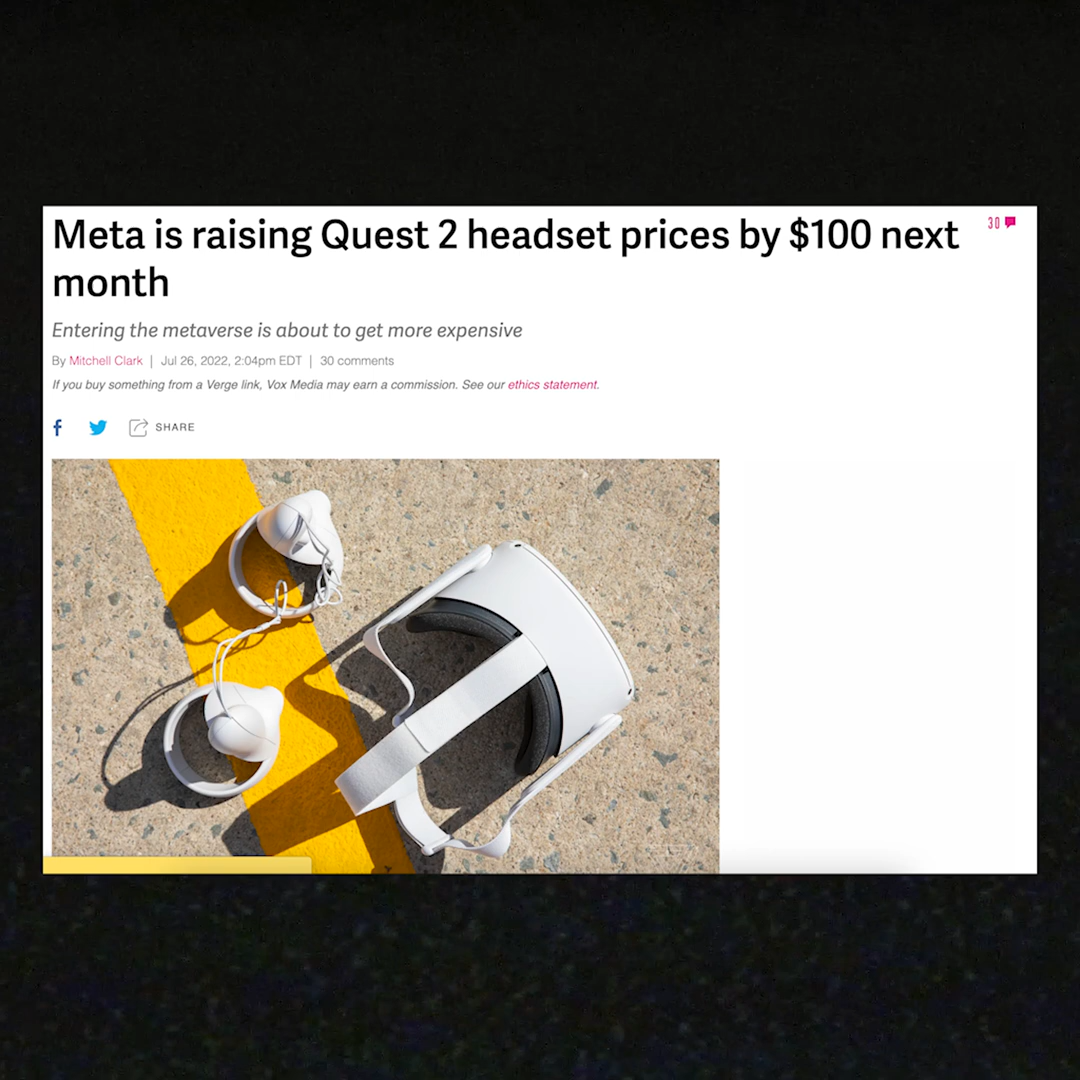 Meta is raising Quest 2 headset prices by $100 next
month
30
Entering the metaverse is about to get more expensive
By Mitchell Clark | Jul 26, 2022, 2:04pm EDT | 30 comments
If you buy something from a Verge link, Vox Media may earn a commission. See our ethics statement.
f
SHARE